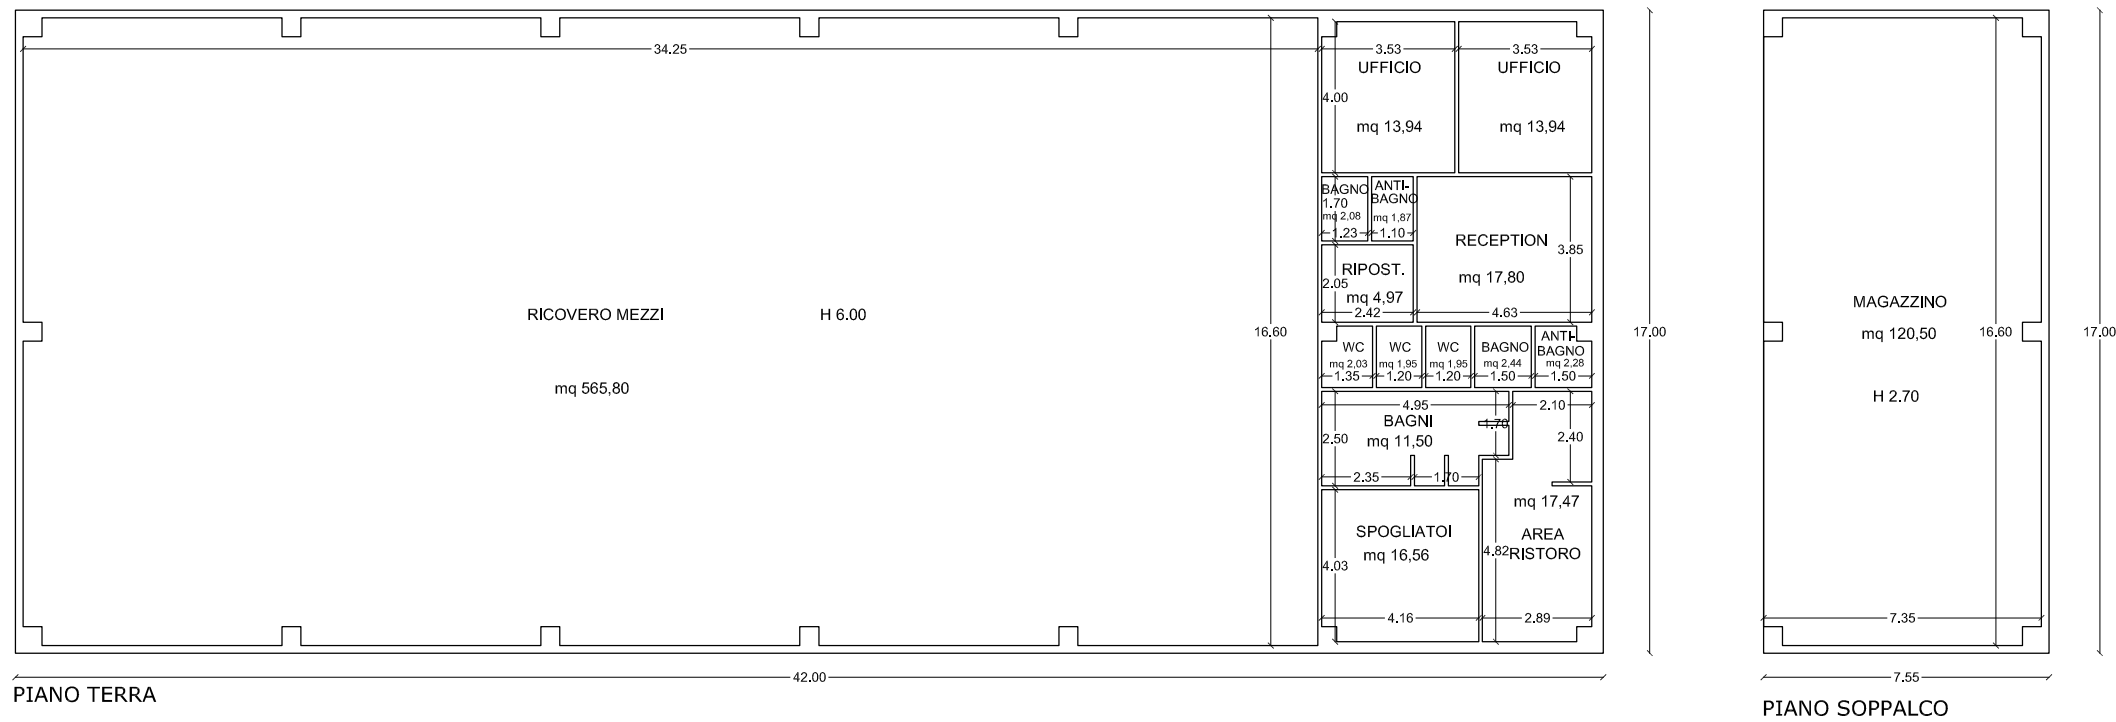 34.25
3.53
3.53
UFFICIO
UFFICIO
4.00
mq 13,94
mq 13,94
BAGNO
1.70
mq 2,08
1.23
ANTI-
BAGNO
mq 1,87
1.10
RECEPTION
3.85
mq 17,80
4.63
RIPOST.
2.05
mq 4,97
2.42
RICOVERO MEZZI
H 6.00
mq 565,80
16.60
17.00
WC
mq 2,03
1.35
WC
mq 1,95
1.20
WC
mq 1,95
1.20
BAGNO
mq 2,44
1.50
ANTI-
BAGNO
mq 2,28
1.50
4.95
2.10
BAGNI
1.70
2.50
mq 11,50
2.40
2.35
1.70
mq 17,47
SPOGLIATOI
mq 16,56
4.03
4.16
AREA
4.82
RISTORO
2.89
42.00
PIANO TERRA
MAGAZZINO
mq 120,50
16.60
17.00
H 2.70
7.35
7.55
PIANO SOPPALCO